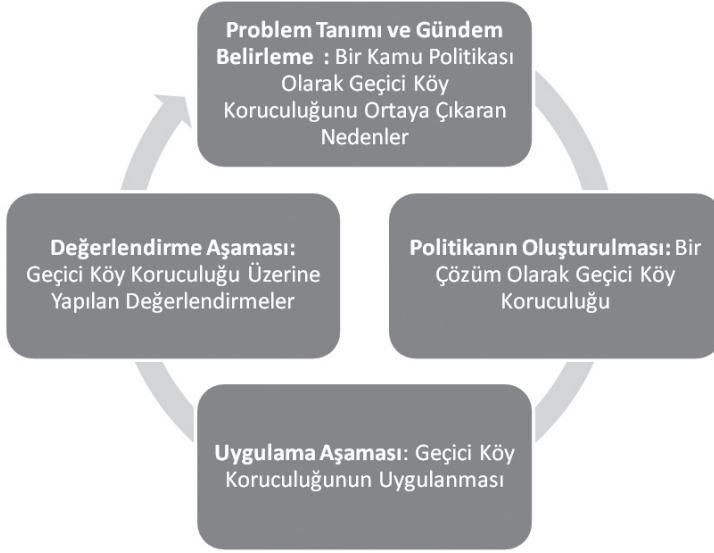 Problem Tanımı ve Gündem
Belirleme : Bir Kamu Politikası
Olarak Geçici Köy
Koruculuğunu Ortaya Çıkaran
Nedenler
Politikanın Oluşturulması: Bir
Çözüm Olarak Geçici Köy
Koruculuğu
Uygulama Aşaması: Geçici Köy
Koruculuğunun Uygulanması
Değerlendirme Aşaması:
Geçici Köy Koruculuğu Üzerine
Yapılan Değerlendirmeler